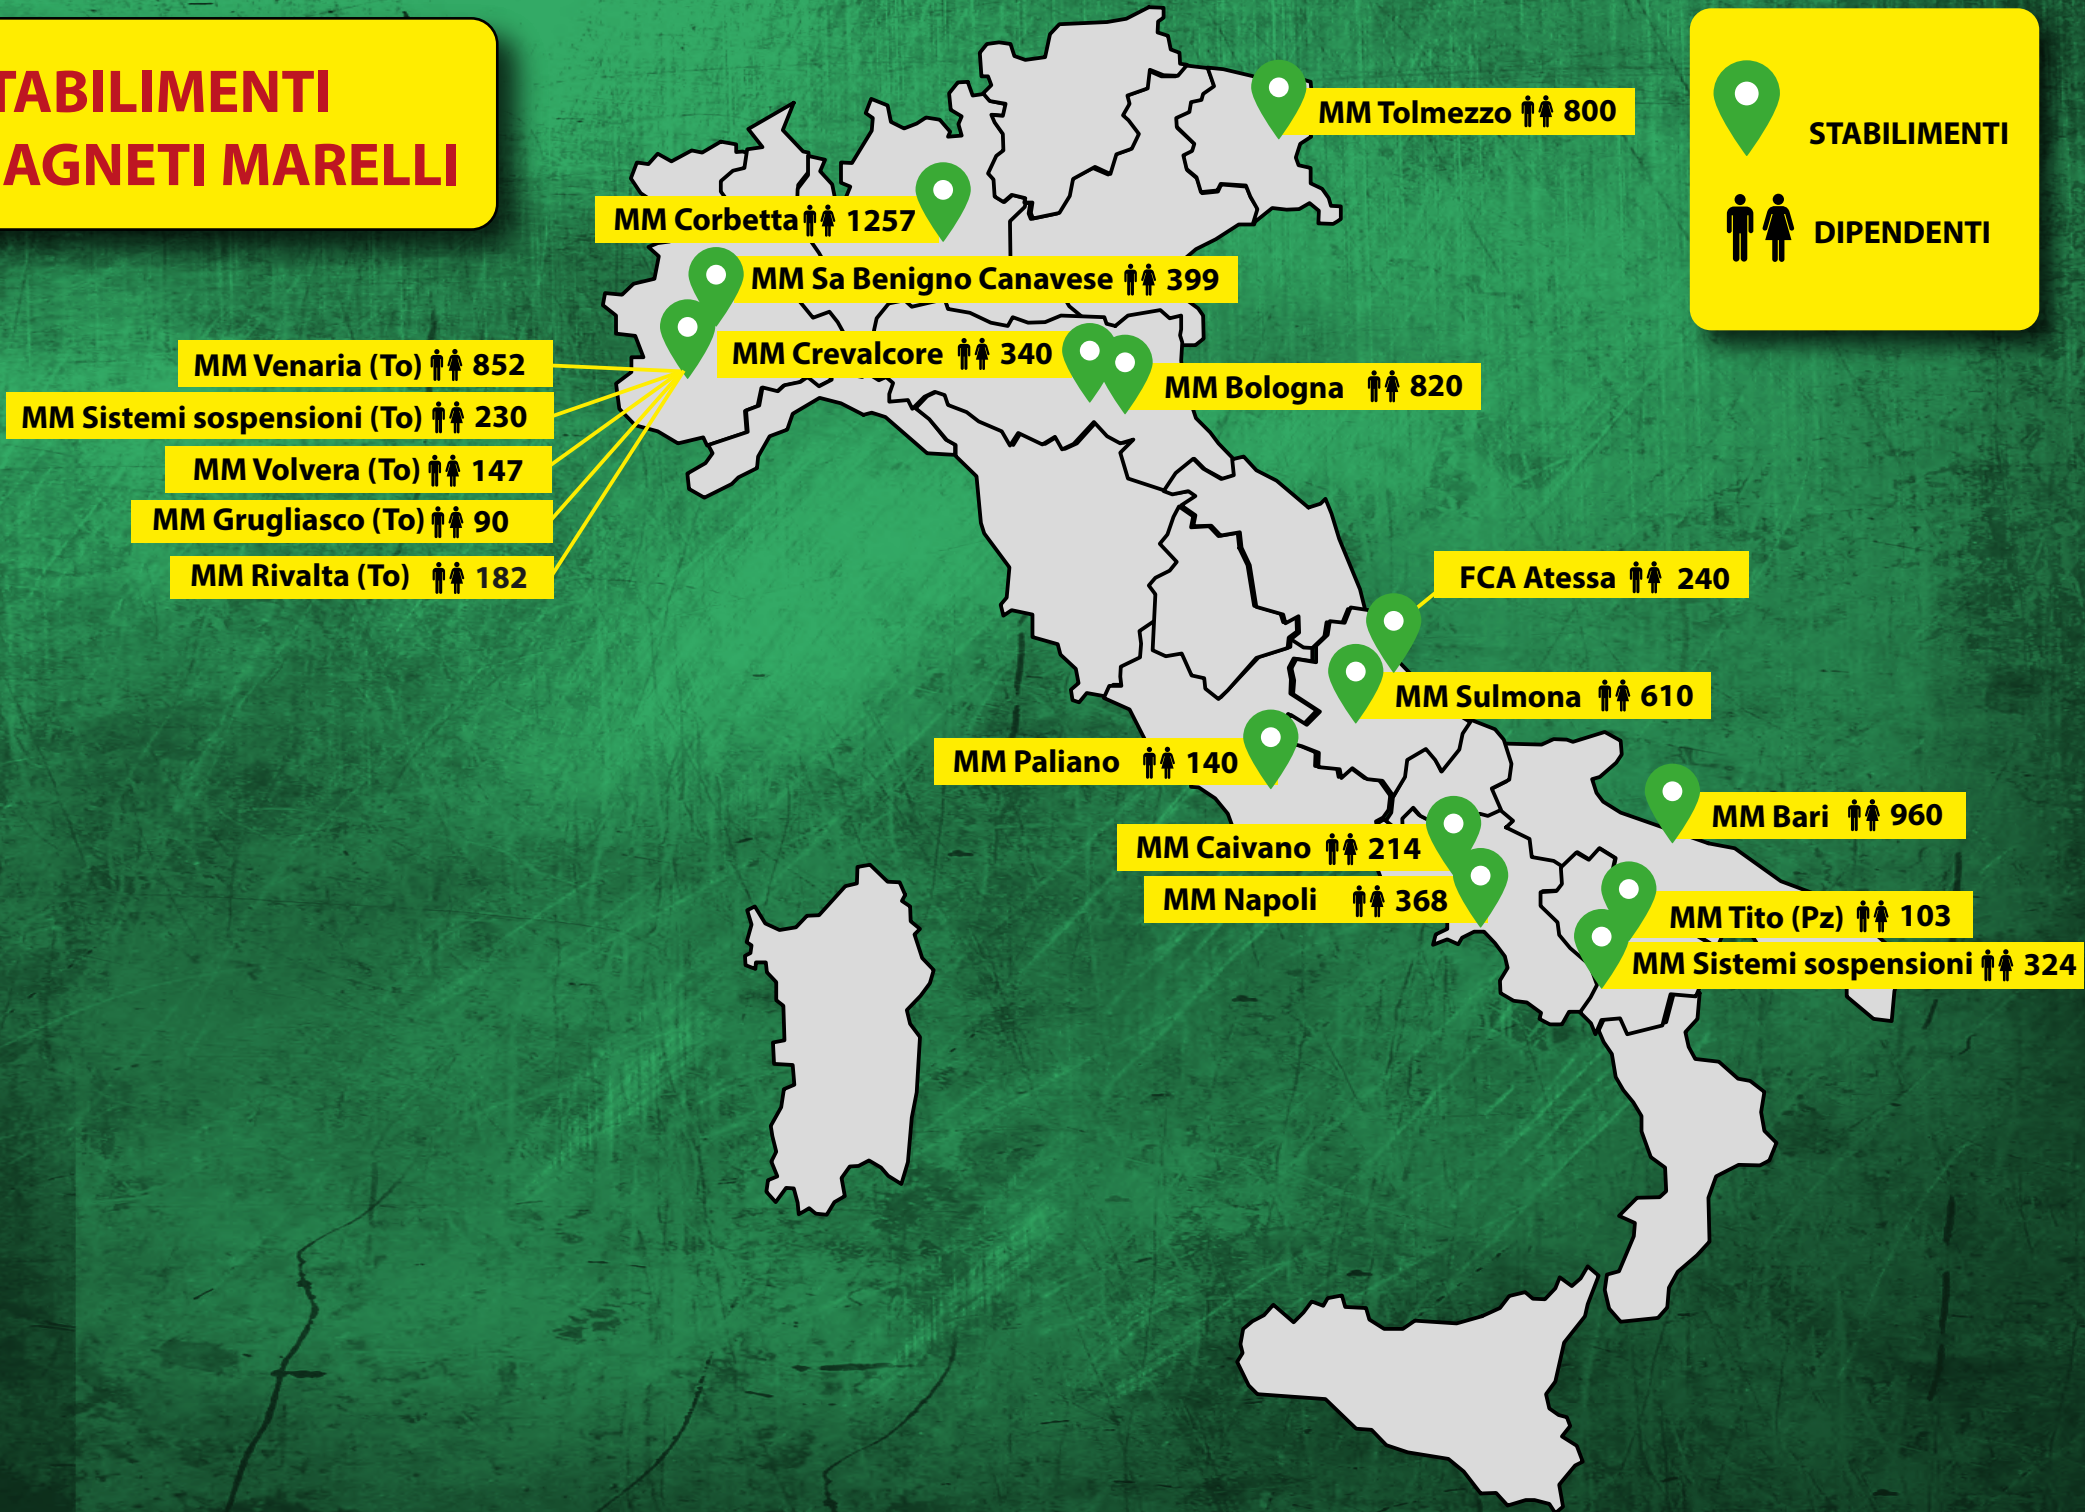 TABILIMENTI
AGNETI MARELLI
STABILIMENTI
DIPENDENTI
MM Tolmezzo 800
MM Corbetta 1257
MM Sa Benigno Canavese 399
MM Crevalcore 340
MM Bologna 820
MM Venaria (To) 852
MM Sistemi sospensioni (To) 230
MM Volvera (To) 147
MM Grugliasco (To) 90
MM Rivalta (To) 182
FCA Atessa 240
MM Sulmona 610
MM Paliano 140
MM Bari 960
MM Caivano 214
MM Napoli 368
MM Tito (Pz) 103
MM Sistemi sospensioni 324